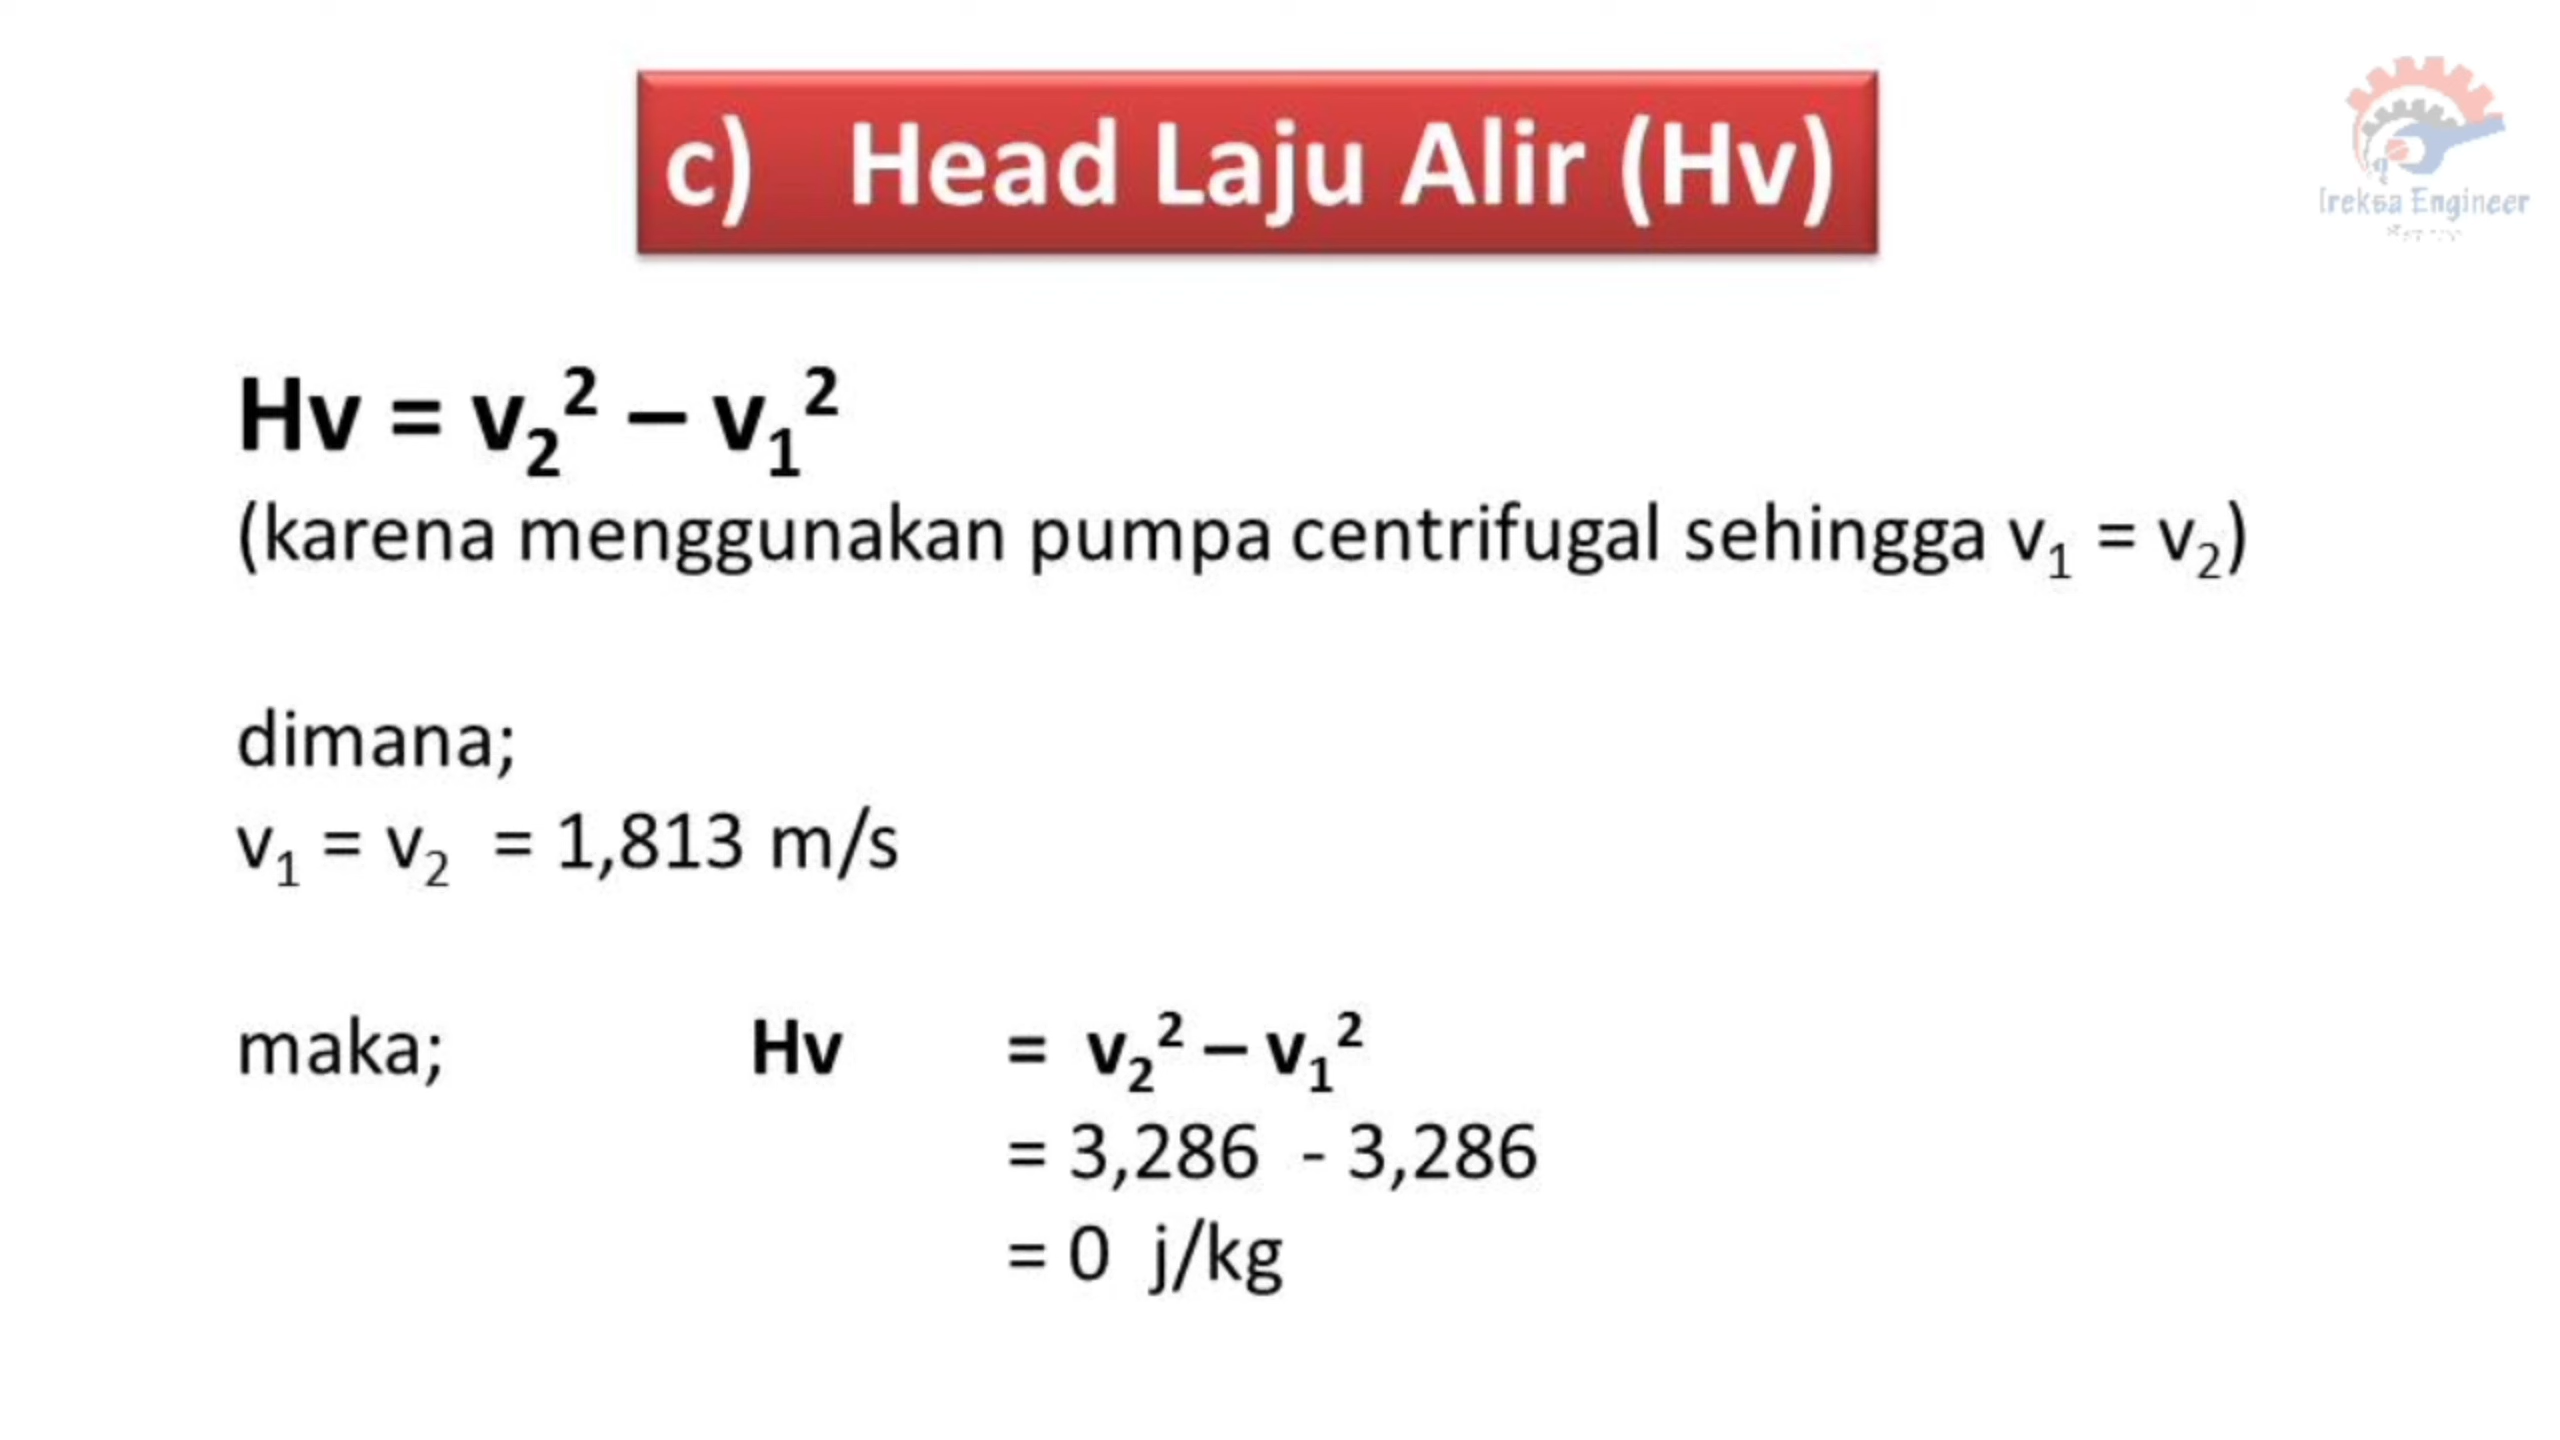 c) Head Laju Alir (Hv)
Ireksa Engineer
Hv = v₂² – v₁²
(karena menggunakan pumpa centrifugal sehingga v₁ = v₂)
dimana;
v₁ = v₂ = 1,813 m/s
maka; Hv = v₂² – v₁²
= 3,286 - 3,286
= 0 j/kg